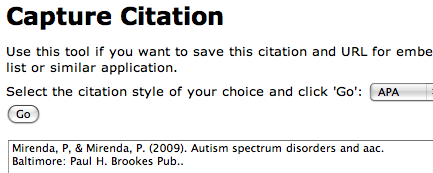 Capture Citation
Use this tool if you want to save this citation and URL for embe
list or similar application.
Select the citation style of your choice and click 'Go': APA
Go
Mirenda, P, & Mirenda, P. (2009). Autism spectrum disorders and aac.
Baltimore: Paul H. Brookes Pub..